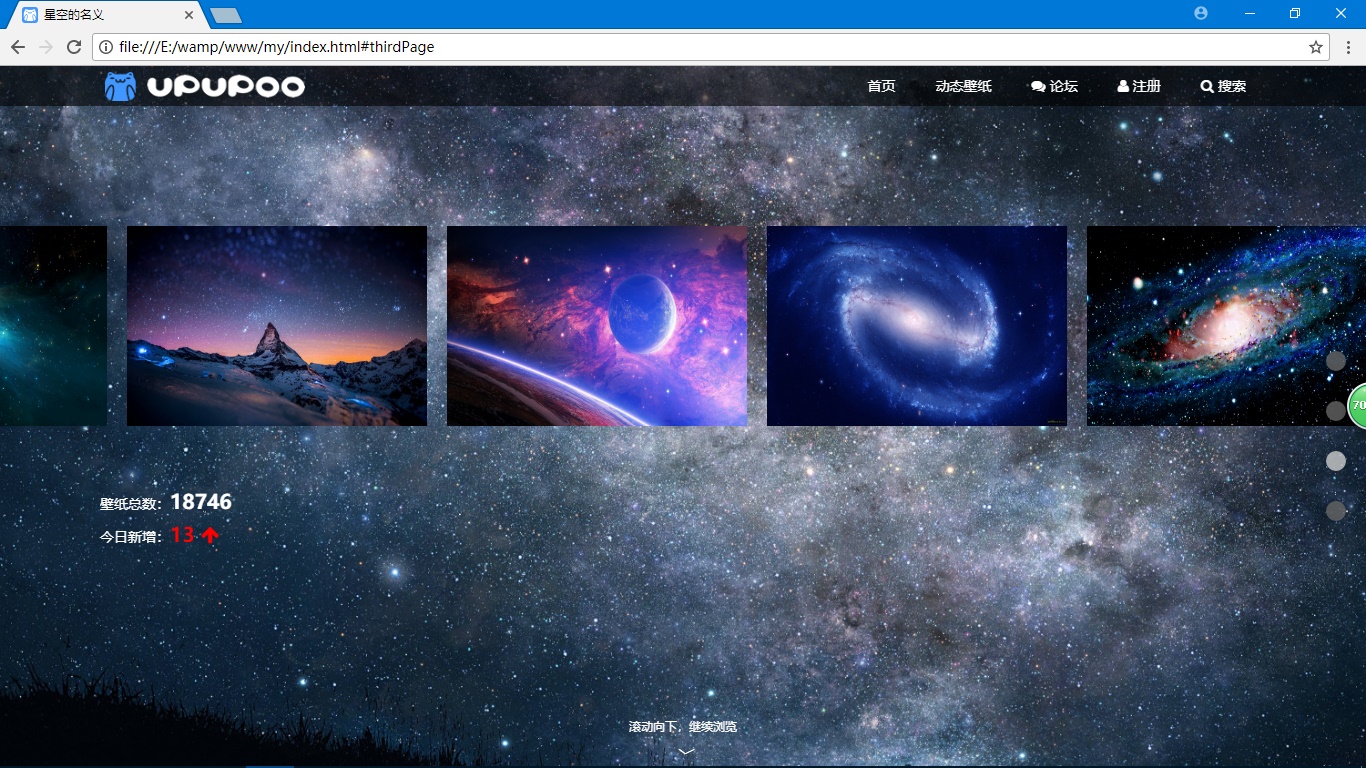 星空的名义
file:///E:/wamp/www/my/index.html#thirdPage
UPUPOO 首页 动态壁纸 论坛 注册 搜索
70
壁纸总数：18746
今日新增：13
滚动向下，继续浏览